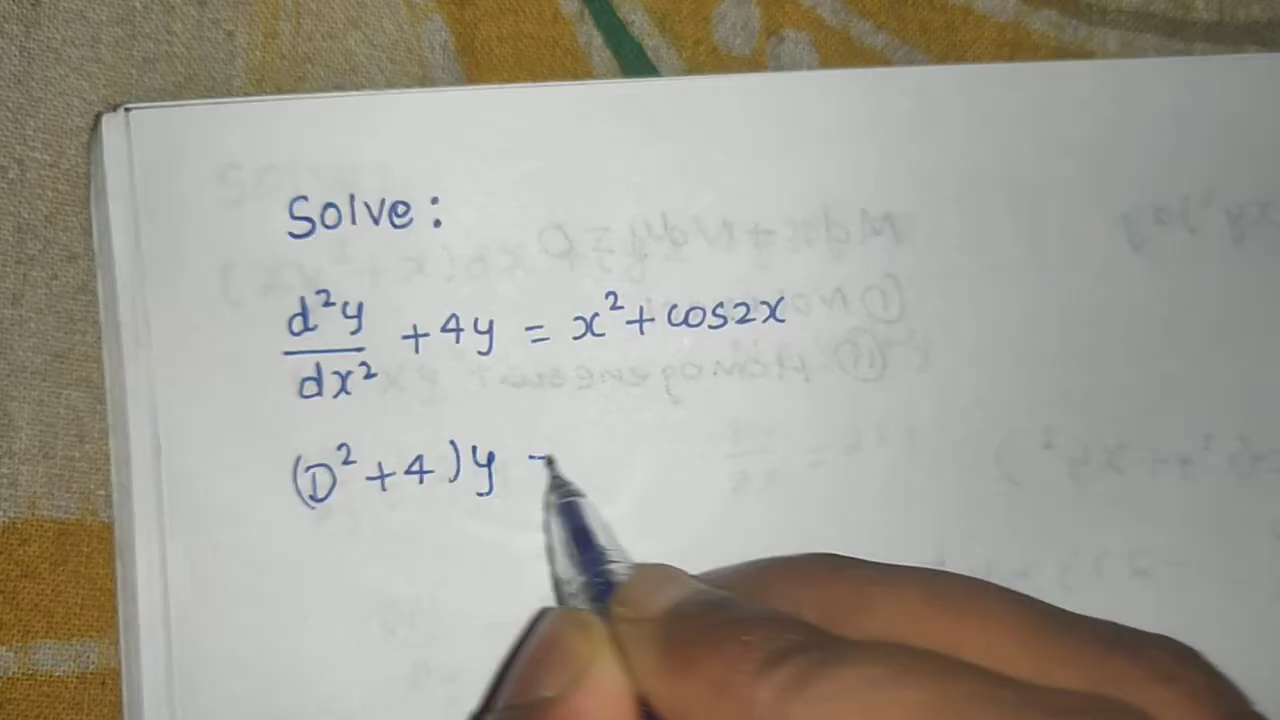 Solve:
d²y/dx² + 4y = x² + cos2x
(D² + 4)y